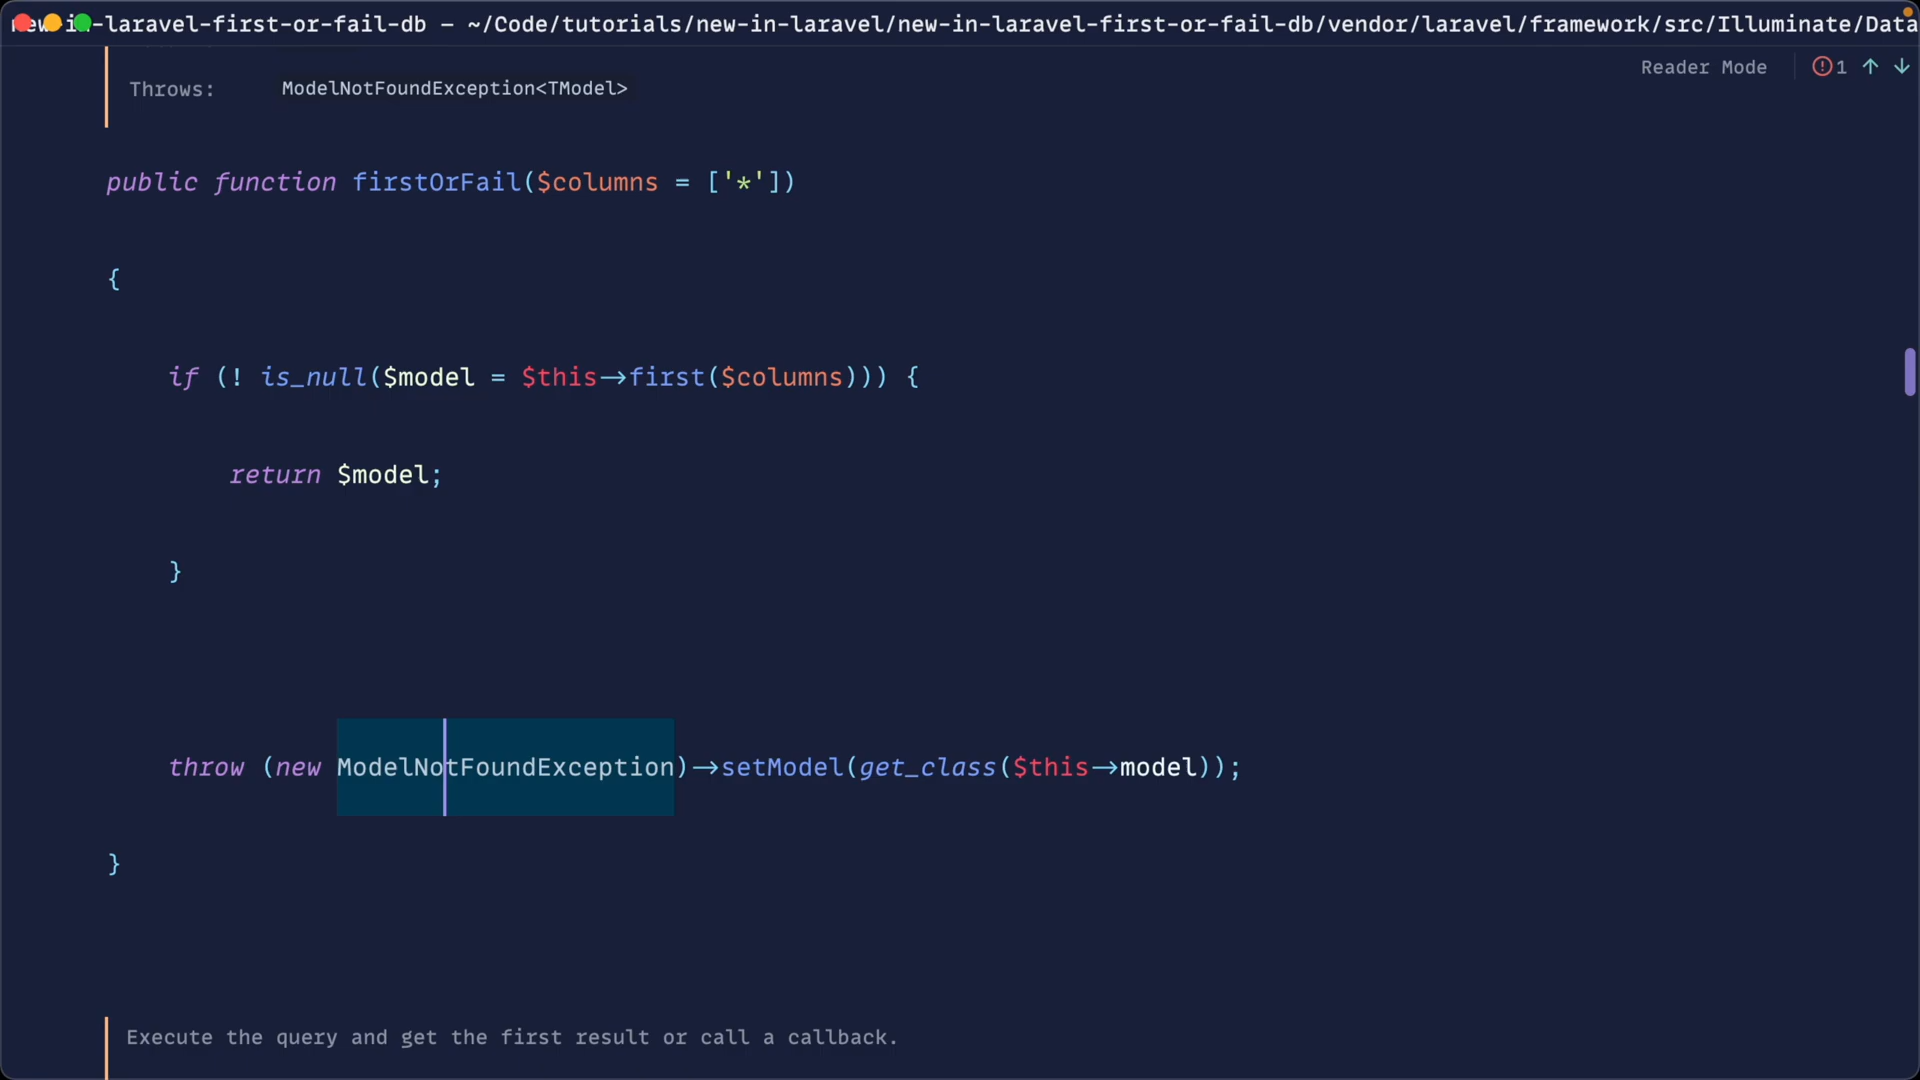 new-in-laravel-first-or-fail-db – ~/Code/tutorials/new-in-laravel/new-in-laravel-first-or-fail-db/vendor/laravel/framework/src/Illuminate/Data
Reader Mode 1
Throws: ModelNotFoundException<TModel>
public function firstOrFail($columns = ['*'])
{
if (! is_null($model = $this->first($columns))) {
return $model;
}
throw (new ModelNotFoundException)->setModel(get_class($this->model));
}
Execute the query and get the first result or call a callback.